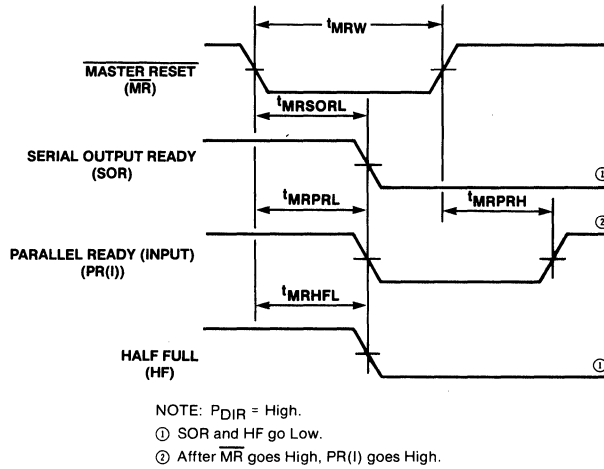 tMRW
MASTER RESET
(MR)
tMRSORL
SERIAL OUTPUT READY
(SOR)
①
tMRPRL
tMRPRH
②
PARALLEL READY (INPUT)
(PR(I))
tMRHFL
HALF FULL
(HF)
①
NOTE: PDIR = High.
① SOR and HF go Low.
② Affer MR goes High, PR(I) goes High.